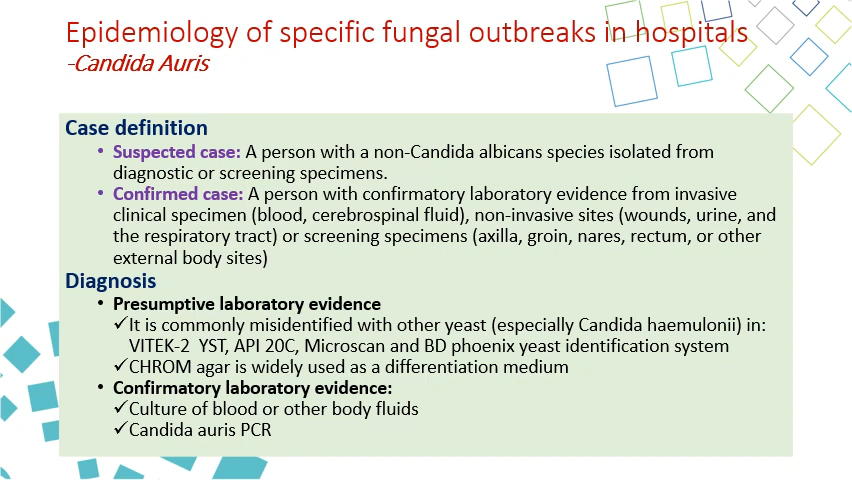 Epidemiology of specific fungal outbreaks in hospitals
-Candida Auris
Case definition
• Suspected case: A person with a non-Candida albicans species isolated from
diagnostic or screening specimens.
• Confirmed case: A person with confirmatory laboratory evidence from invasive
clinical specimen (blood, cerebrospinal fluid), non-invasive sites (wounds, urine, and
the respiratory tract) or screening specimens (axilla, groin, nares, rectum, or other
external body sites)
Diagnosis
• Presumptive laboratory evidence
✓It is commonly misidentified with other yeast (especially Candida haemulonii) in:
VITEK-2 YST, API 20C, Microscan and BD phoenix yeast identification system
✓CHROM agar is widely used as a differentiation medium
• Confirmatory laboratory evidence:
✓Culture of blood or other body fluids
✓Candida auris PCR